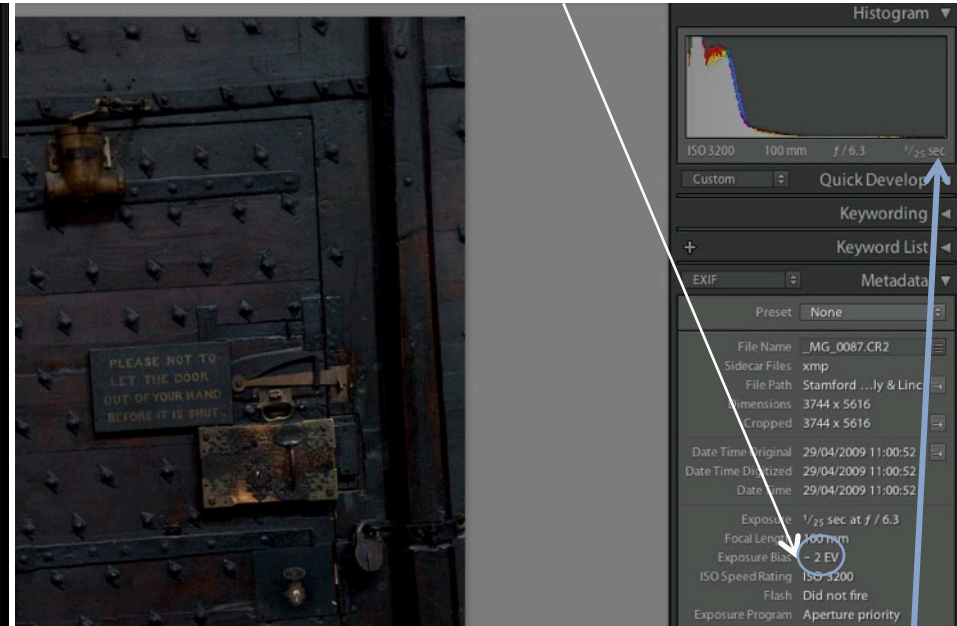 PLEASE NOT TO
LET THE DOOR
OUT OF YOUR HAND
BEFORE IT IS SHUT
Histogram
ISO 3200 100 mm ƒ / 6.3 1/25 sec
Custom Quick Develop
Keywording
+ Keyword List
EXIF Metadata
Preset None
File Name _MG_0087.CR2
Sidecar Files xmp
File Path Stamford ...ly & Linc
Dimensions 3744 x 5616
Cropped 3744 x 5616
Date Time Original 29/04/2009 11:00:52
Date Time Digitized 29/04/2009 11:00:52
Date Time 29/04/2009 11:00:52
Exposure 1/25 sec at ƒ / 6.3
Focal Length 100 mm
Exposure Bias - 2 EV
ISO Speed Rating ISO 3200
Flash Did not fire
Exposure Program Aperture priority